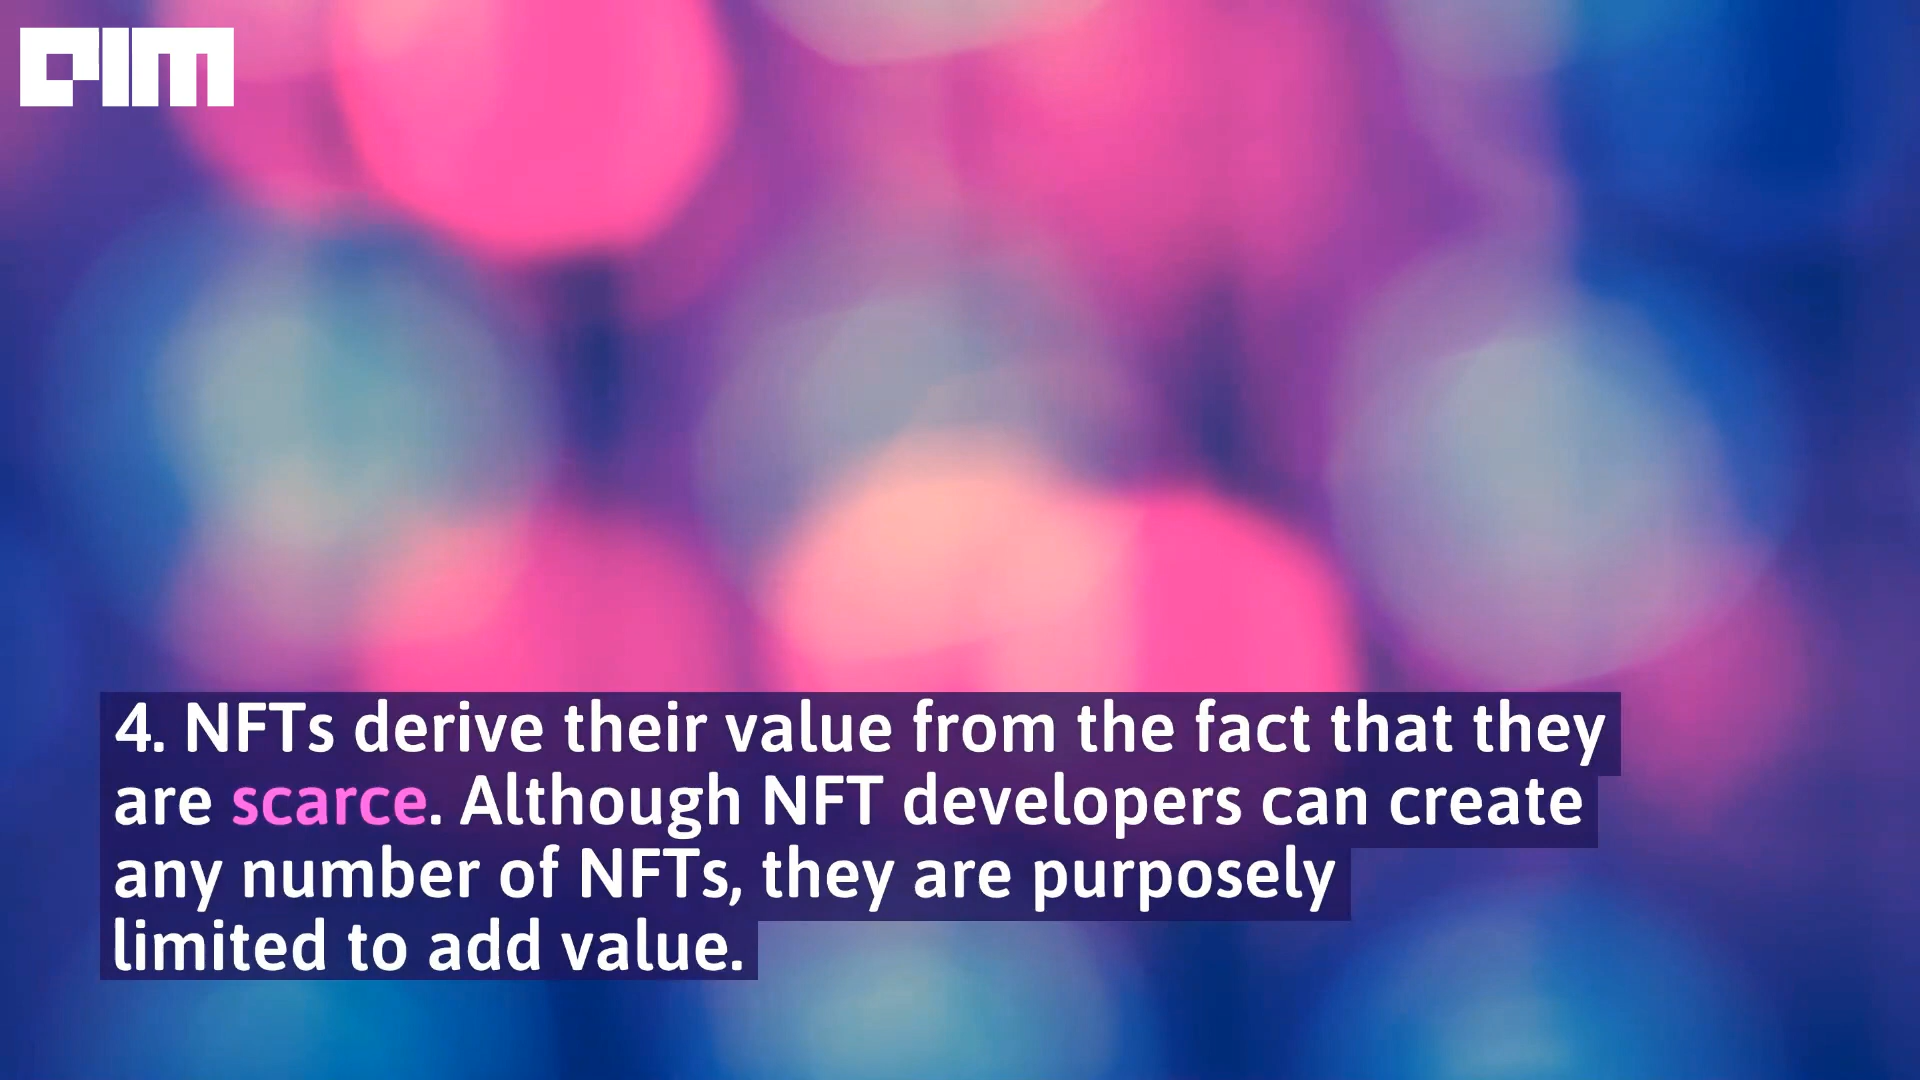 AIM
4. NFTs derive their value from the fact that they
are scarce. Although NFT developers can create
any number of NFTs, they are purposely
limited to add value.